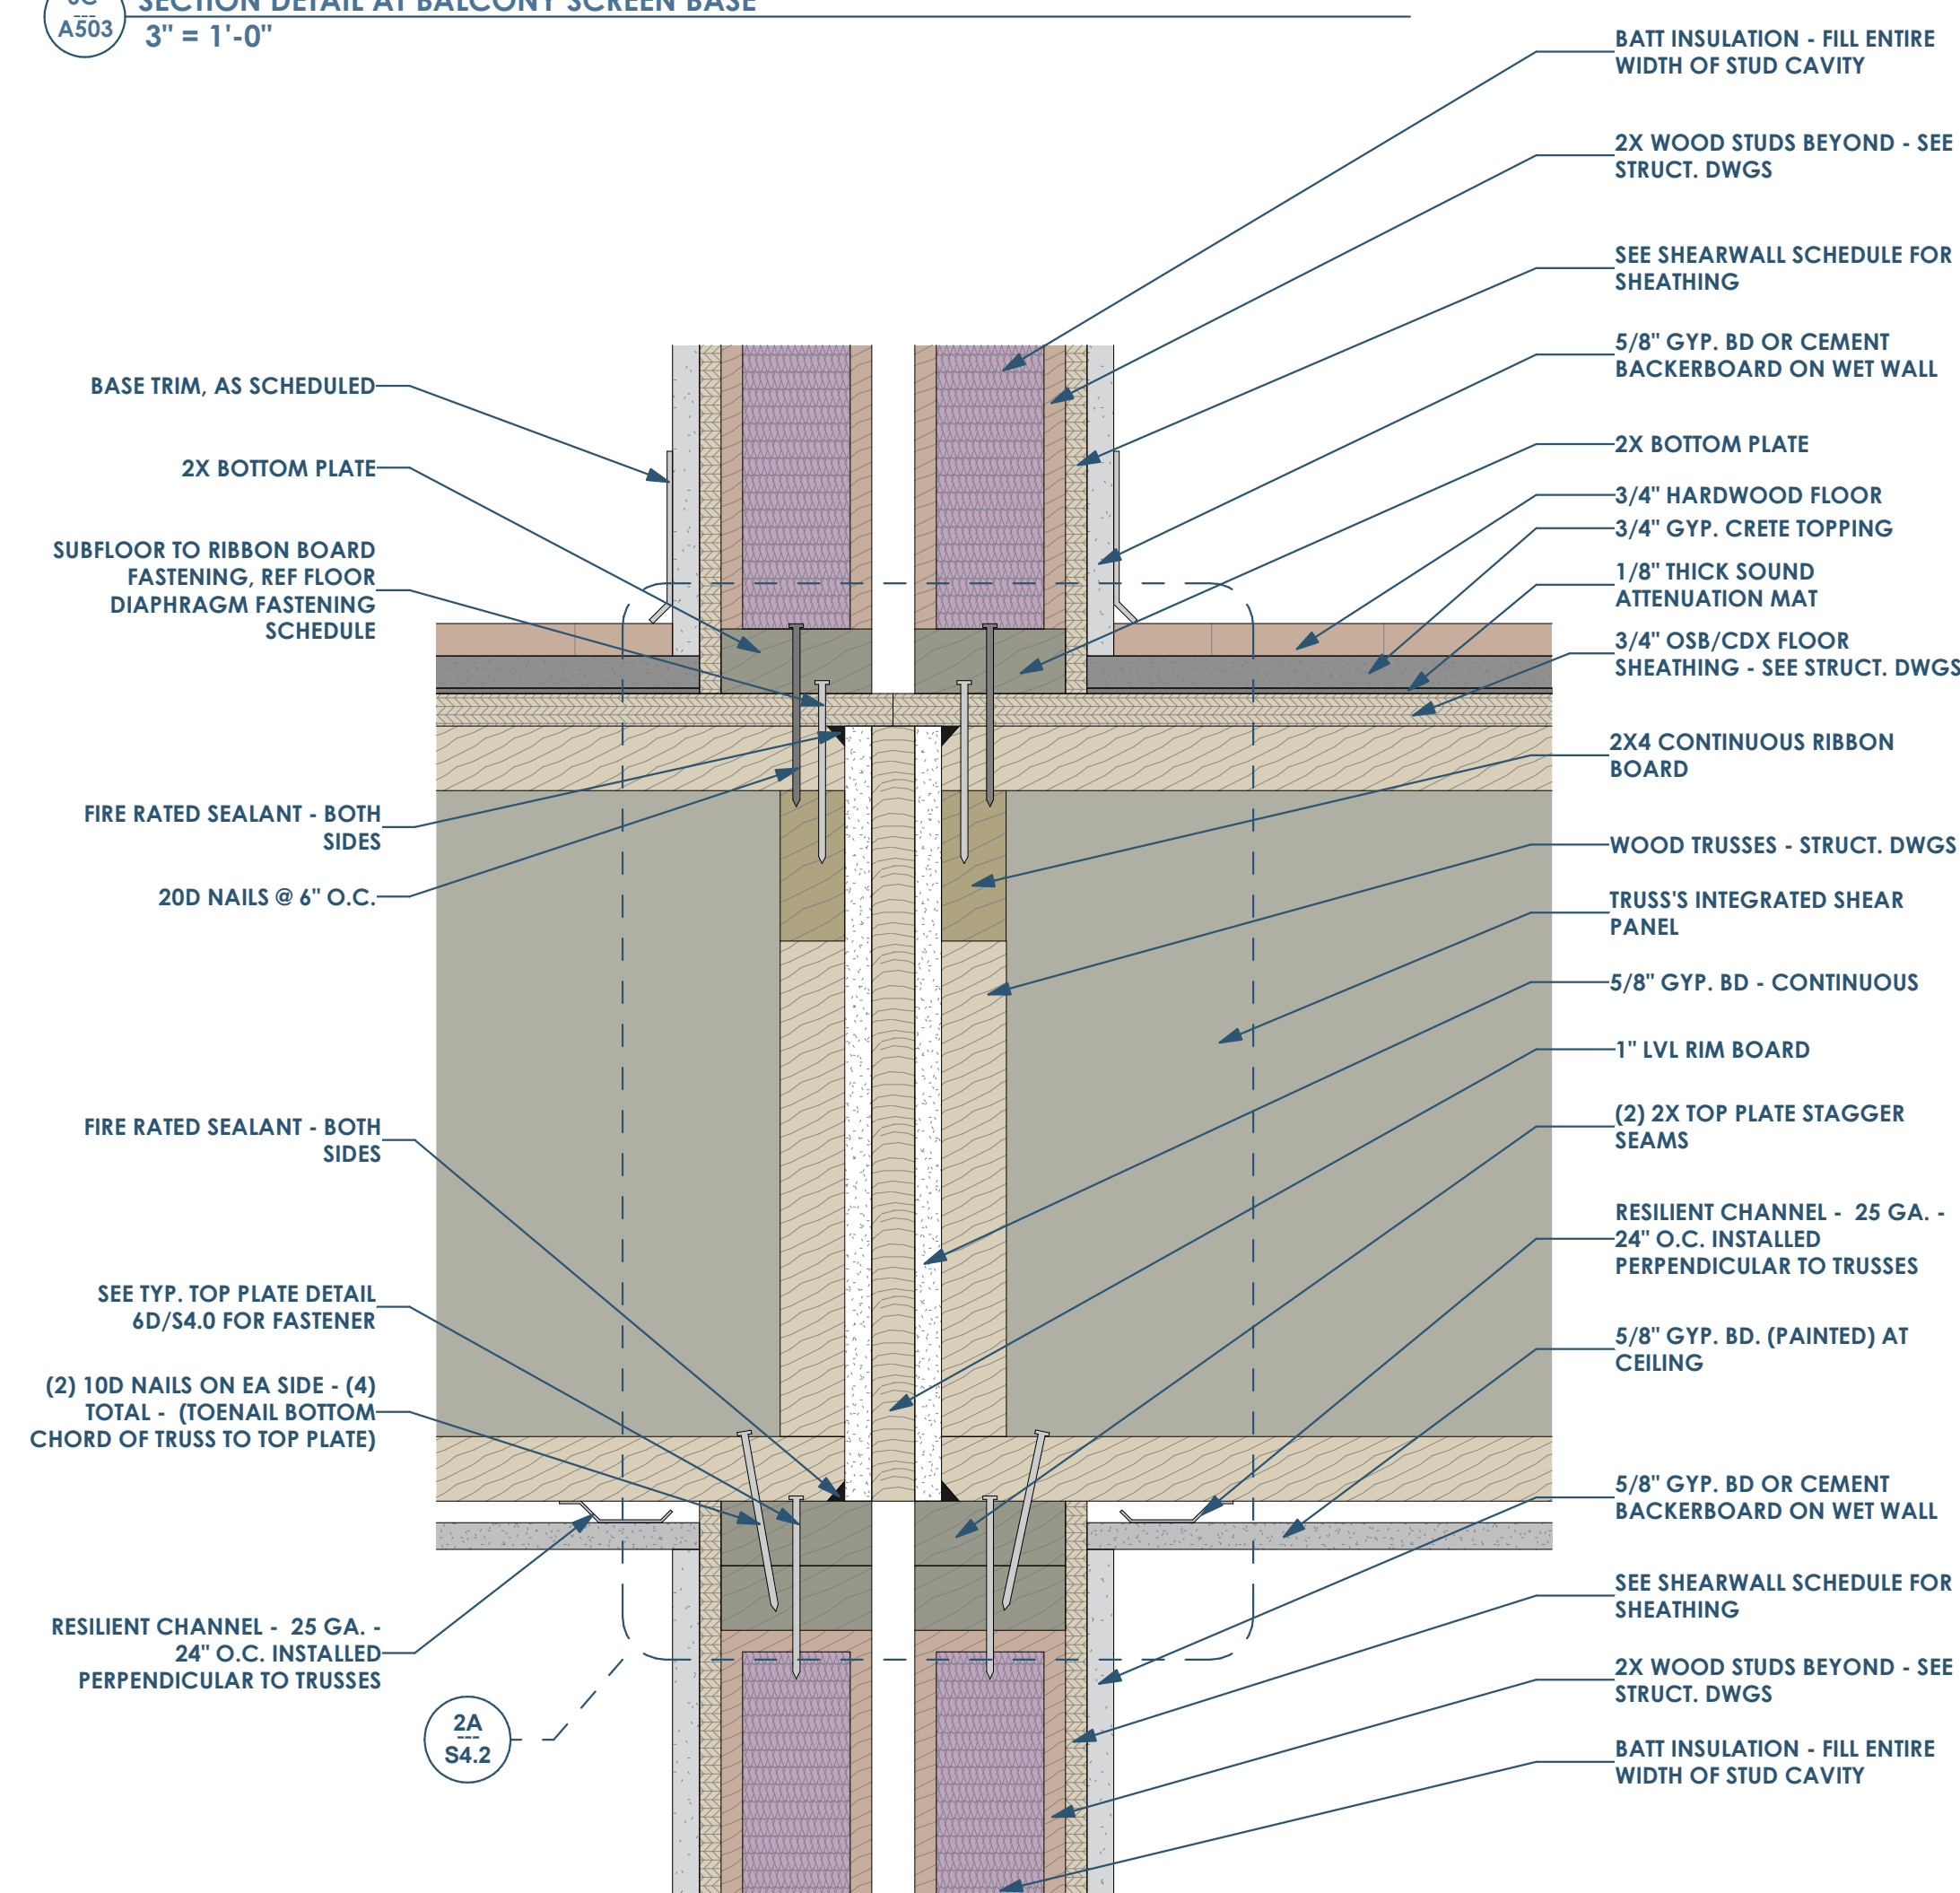 SECTION DETAIL AT BALCONY SCREEN BASE
A503
3" = 1'-0"
BASE TRIM, AS SCHEDULED
2X BOTTOM PLATE
SUBFLOOR TO RIBBON BOARD
FASTENING, REF FLOOR
DIAPHRAGM FASTENING
SCHEDULE
FIRE RATED SEALANT - BOTH
SIDES
20D NAILS @ 6" O.C.
FIRE RATED SEALANT - BOTH
SIDES
SEE TYP. TOP PLATE DETAIL
6D/S4.0 FOR FASTENER
(2) 10D NAILS ON EA SIDE - (4)
TOTAL - (TOENAIL BOTTOM
CHORD OF TRUSS TO TOP PLATE)
RESILIENT CHANNEL - 25 GA. -
24" O.C. INSTALLED
PERPENDICULAR TO TRUSSES
2A
---
S4.2
BATT INSULATION - FILL ENTIRE
WIDTH OF STUD CAVITY
2X WOOD STUDS BEYOND - SEE
STRUCT. DWGS
SEE SHEARWALL SCHEDULE FOR
SHEATHING
5/8" GYP. BD OR CEMENT
BACKERBOARD ON WET WALL
2X BOTTOM PLATE
3/4" HARDWOOD FLOOR
3/4" GYP. CRETE TOPPING
1/8" THICK SOUND
ATTENUATION MAT
3/4" OSB/CDX FLOOR
SHEATHING - SEE STRUCT. DWGS
2X4 CONTINUOUS RIBBON
BOARD
WOOD TRUSSES - STRUCT. DWGS
TRUSS'S INTEGRATED SHEAR
PANEL
5/8" GYP. BD - CONTINUOUS
1" LVL RIM BOARD
(2) 2X TOP PLATE STAGGER
SEAMS
RESILIENT CHANNEL - 25 GA. -
24" O.C. INSTALLED
PERPENDICULAR TO TRUSSES
5/8" GYP. BD. (PAINTED) AT
CEILING
5/8" GYP. BD OR CEMENT
BACKERBOARD ON WET WALL
SEE SHEARWALL SCHEDULE FOR
SHEATHING
2X WOOD STUDS BEYOND - SEE
STRUCT. DWGS
BATT INSULATION - FILL ENTIRE
WIDTH OF STUD CAVITY